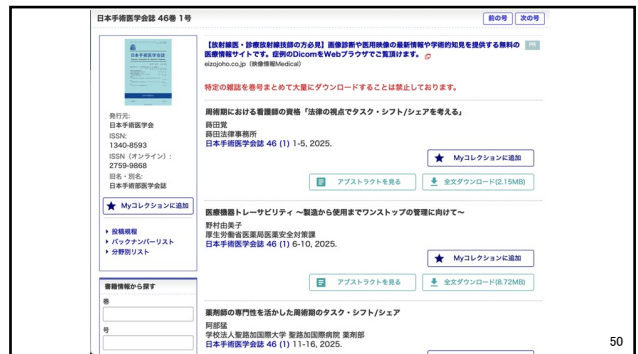 日本手術医学会誌 46巻 1号
前の号
次の号
日本手術医学会誌
発行元:
日本手術医学会
ISSN:
1340-8593
ISSN（オンライン）:
2759-9868
旧名・別名:
日本手術部医学会誌
Myコレクションに追加
投稿規程
バックナンバーリスト
分野別リスト
書籍情報から探す
巻
号
【放射線医・診療放射線技師の方必見】画像診断や医用映像の最新情報や学術的知見を提供する無料の
医療情報サイトです。症例のDicomをWebブラウザでご覧頂けます。
PR
eizojoho.co.jp（映像情報Medical）
特定の雑誌を巻号まとめて大量にダウンロードすることは禁止しております。
周術期における看護師の資格「法律の視点でタスク・シフト/シェアを考える」
蒔田覚
蒔田法律事務所
日本手術医学会誌 46 (1) 1-5, 2025.
Myコレクションに追加
アブストラクトを見る
全文ダウンロード(2.15MB)
医療機器トレーサビリティ 〜製造から使用までワンストップの管理に向けて〜
野村由美子
厚生労働省医薬局医薬安全対策課
日本手術医学会誌 46 (1) 6-10, 2025.
Myコレクションに追加
アブストラクトを見る
全文ダウンロード(8.72MB)
薬剤師の専門性を活かした周術期のタスク・シフト/シェア
阿部猛
学校法人聖路加国際大学 聖路加国際病院 薬剤部
日本手術医学会誌 46 (1) 11-16, 2025.
50